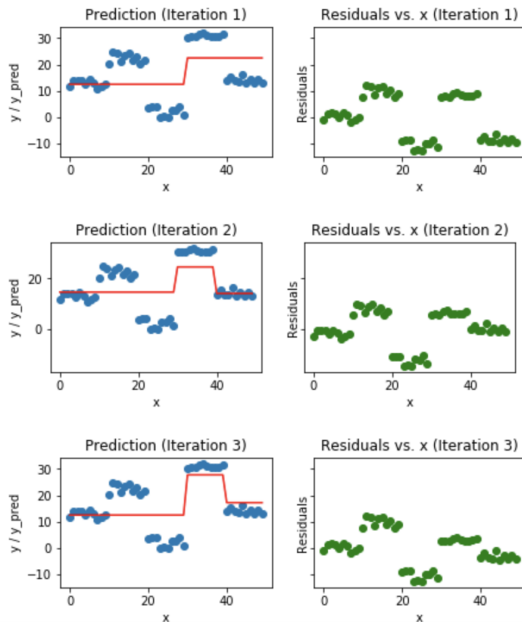 Prediction (Iteration 1)
y / y_pred
30
20
10
0
−10
0
20
40
x
Residuals vs. x (Iteration 1)
Residuals
0
20
40
x
Prediction (Iteration 2)
y / y_pred
20
0
0
20
40
x
Residuals vs. x (Iteration 2)
Residuals
0
20
40
x
Prediction (Iteration 3)
y / y_pred
30
20
10
0
−10
0
20
40
x
Residuals vs. x (Iteration 3)
Residuals
0
20
40
x